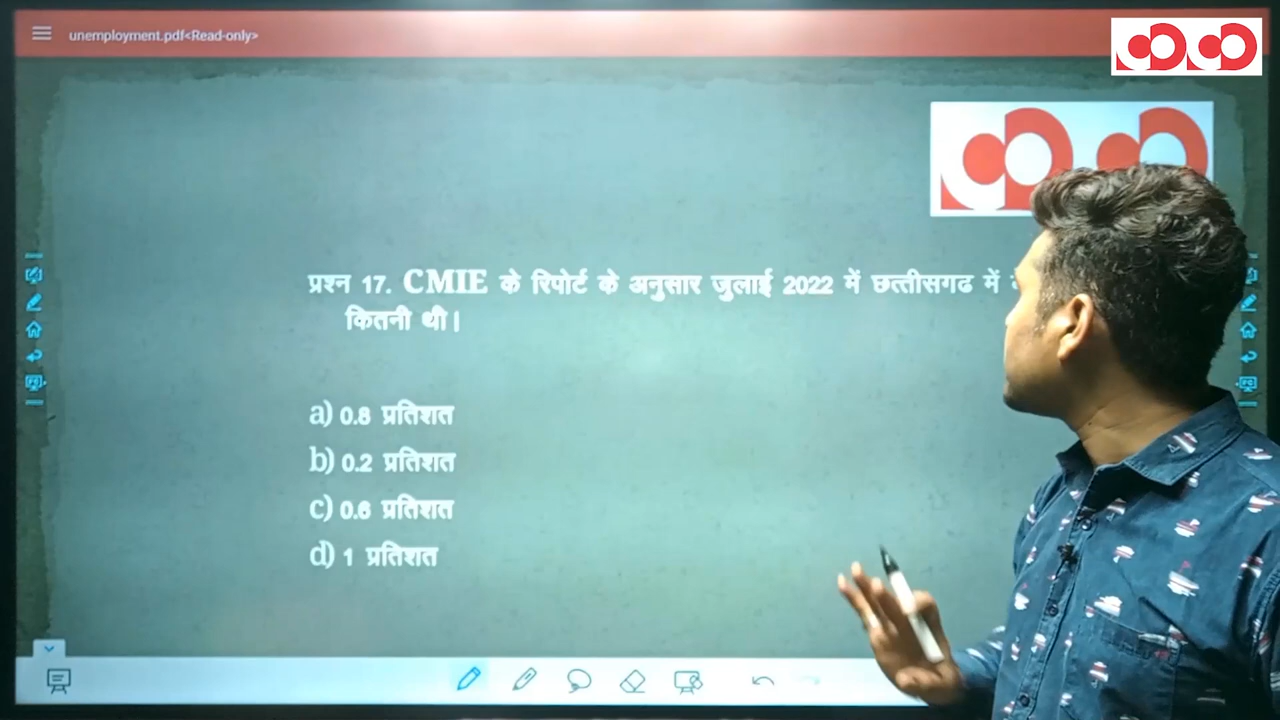 unemployment.pdf<Read-only>
प्रश्न 17. CMIE के रिपोर्ट के अनुसार जुलाई 2022 में छत्तीसगढ में
कितनी थी।
a) 0.8 प्रतिशत
b) 0.2 प्रतिशत
c) 0.6 प्रतिशत
d) 1 प्रतिशत